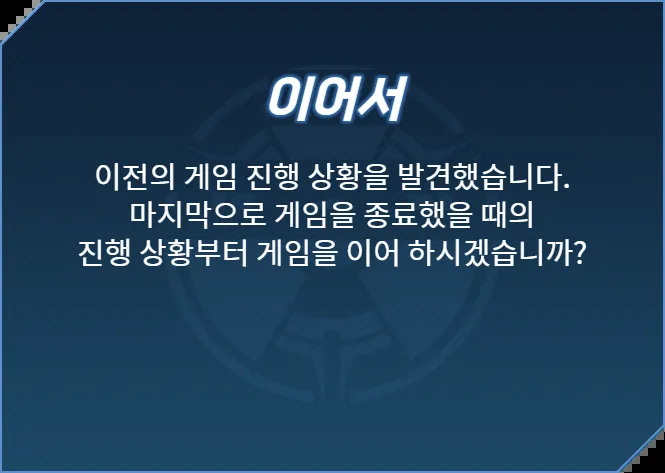 이어서
이전의 게임 진행 상황을 발견했습니다.
마지막으로 게임을 종료했을 때의
진행 상황부터 게임을 이어 하시겠습니까?